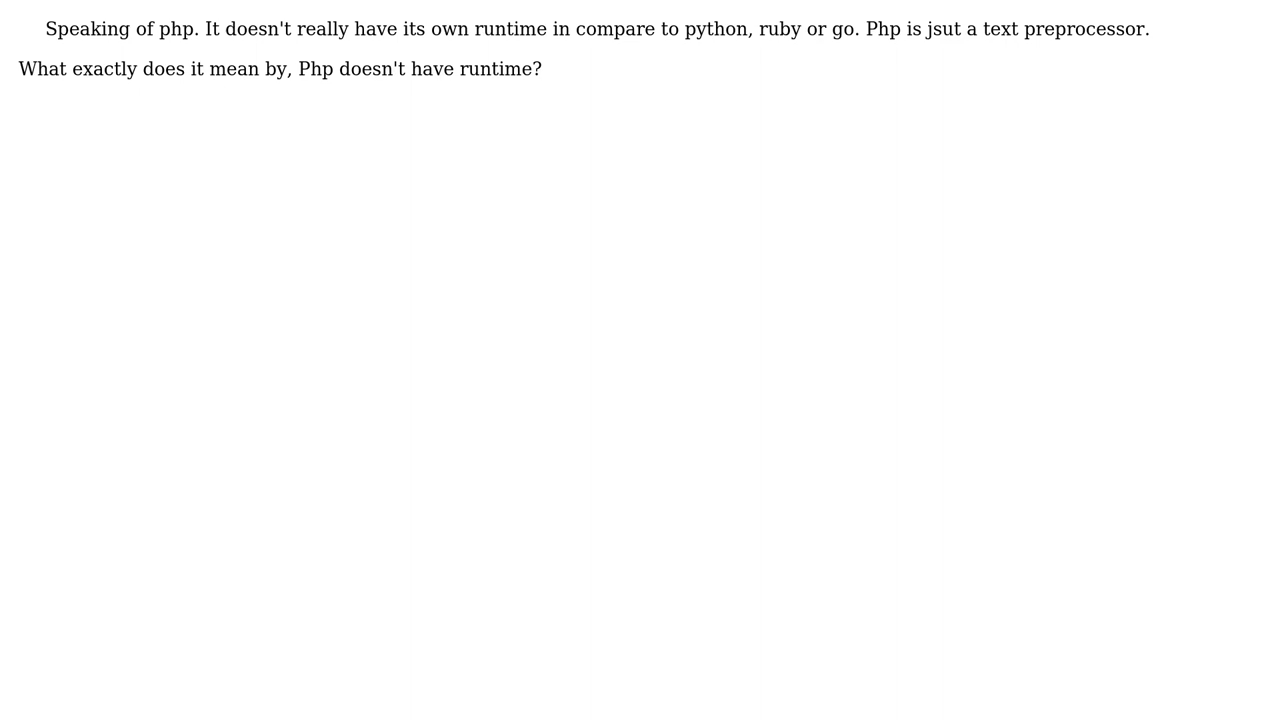 Speaking of php. It doesn't really have its own runtime in compare to python, ruby or go. Php is jsut a text preprocessor.
What exactly does it mean by, Php doesn't have runtime?